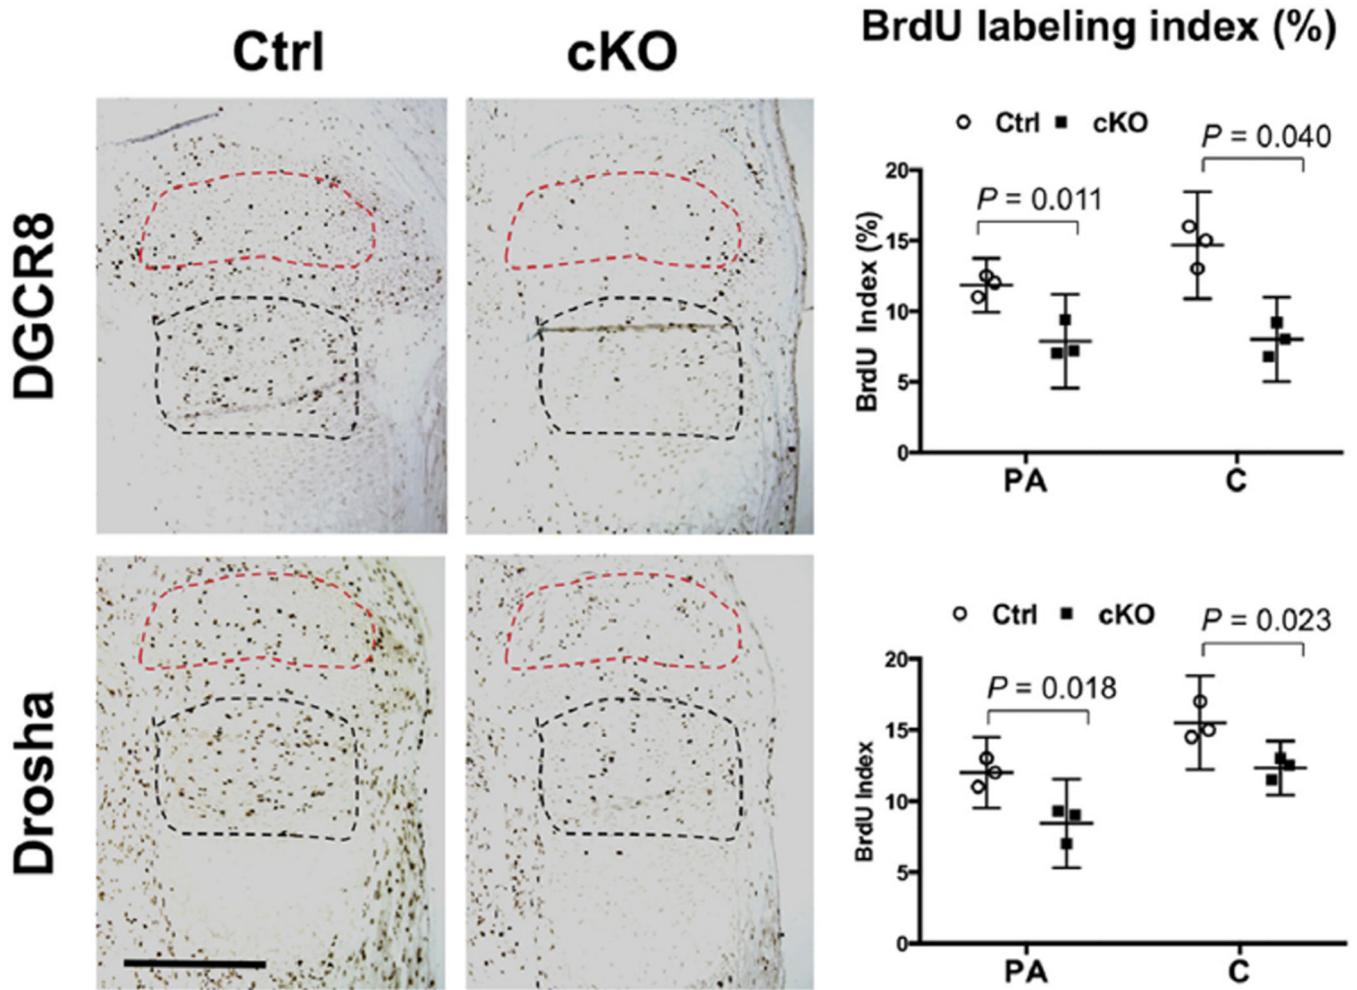 Ctrl
cKO
BrdU labeling index (%)
DGCR8
Ctrl cKO
P = 0.040
P = 0.011
BrdU Index (%)
20
15
10
5
0
PA C
Drosha
Ctrl cKO
P = 0.023
P = 0.018
BrdU Index
20
15
10
5
0
PA C